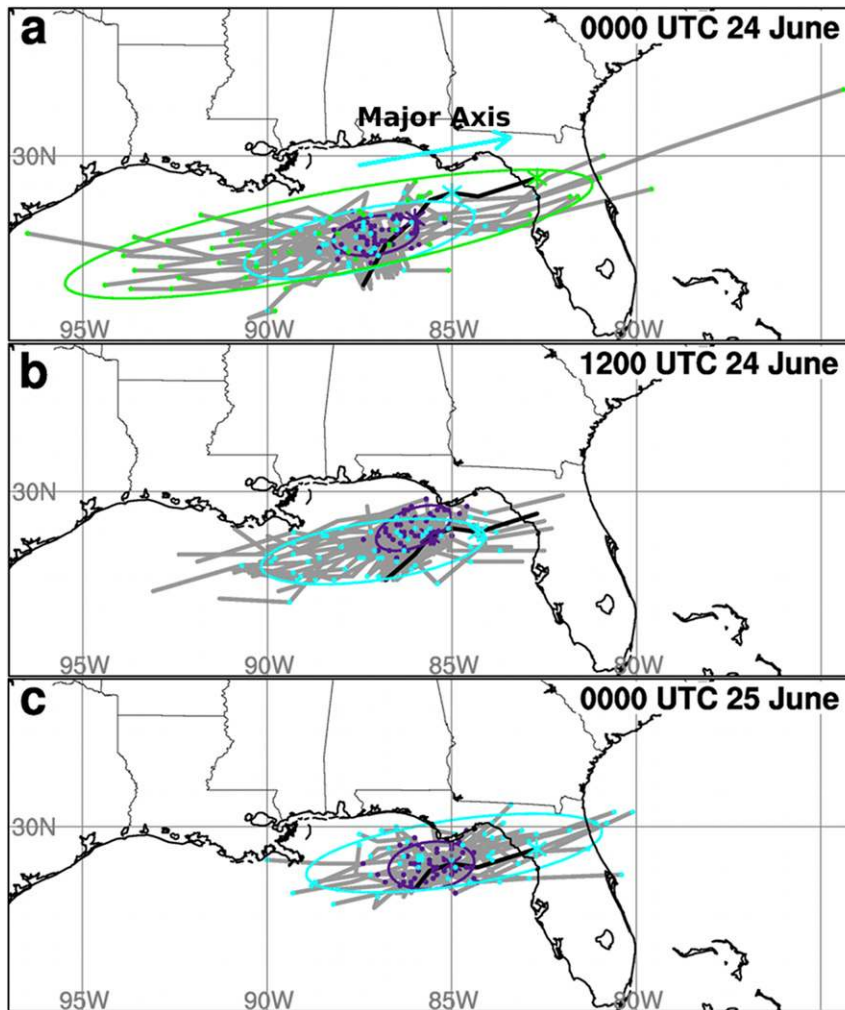 a
0000 UTC 24 June
Major Axis
30N
95W 90W 85W 80W
b
1200 UTC 24 June
30N
95W 90W 85W 80W
c
0000 UTC 25 June
30N
95W 90W 85W 80W